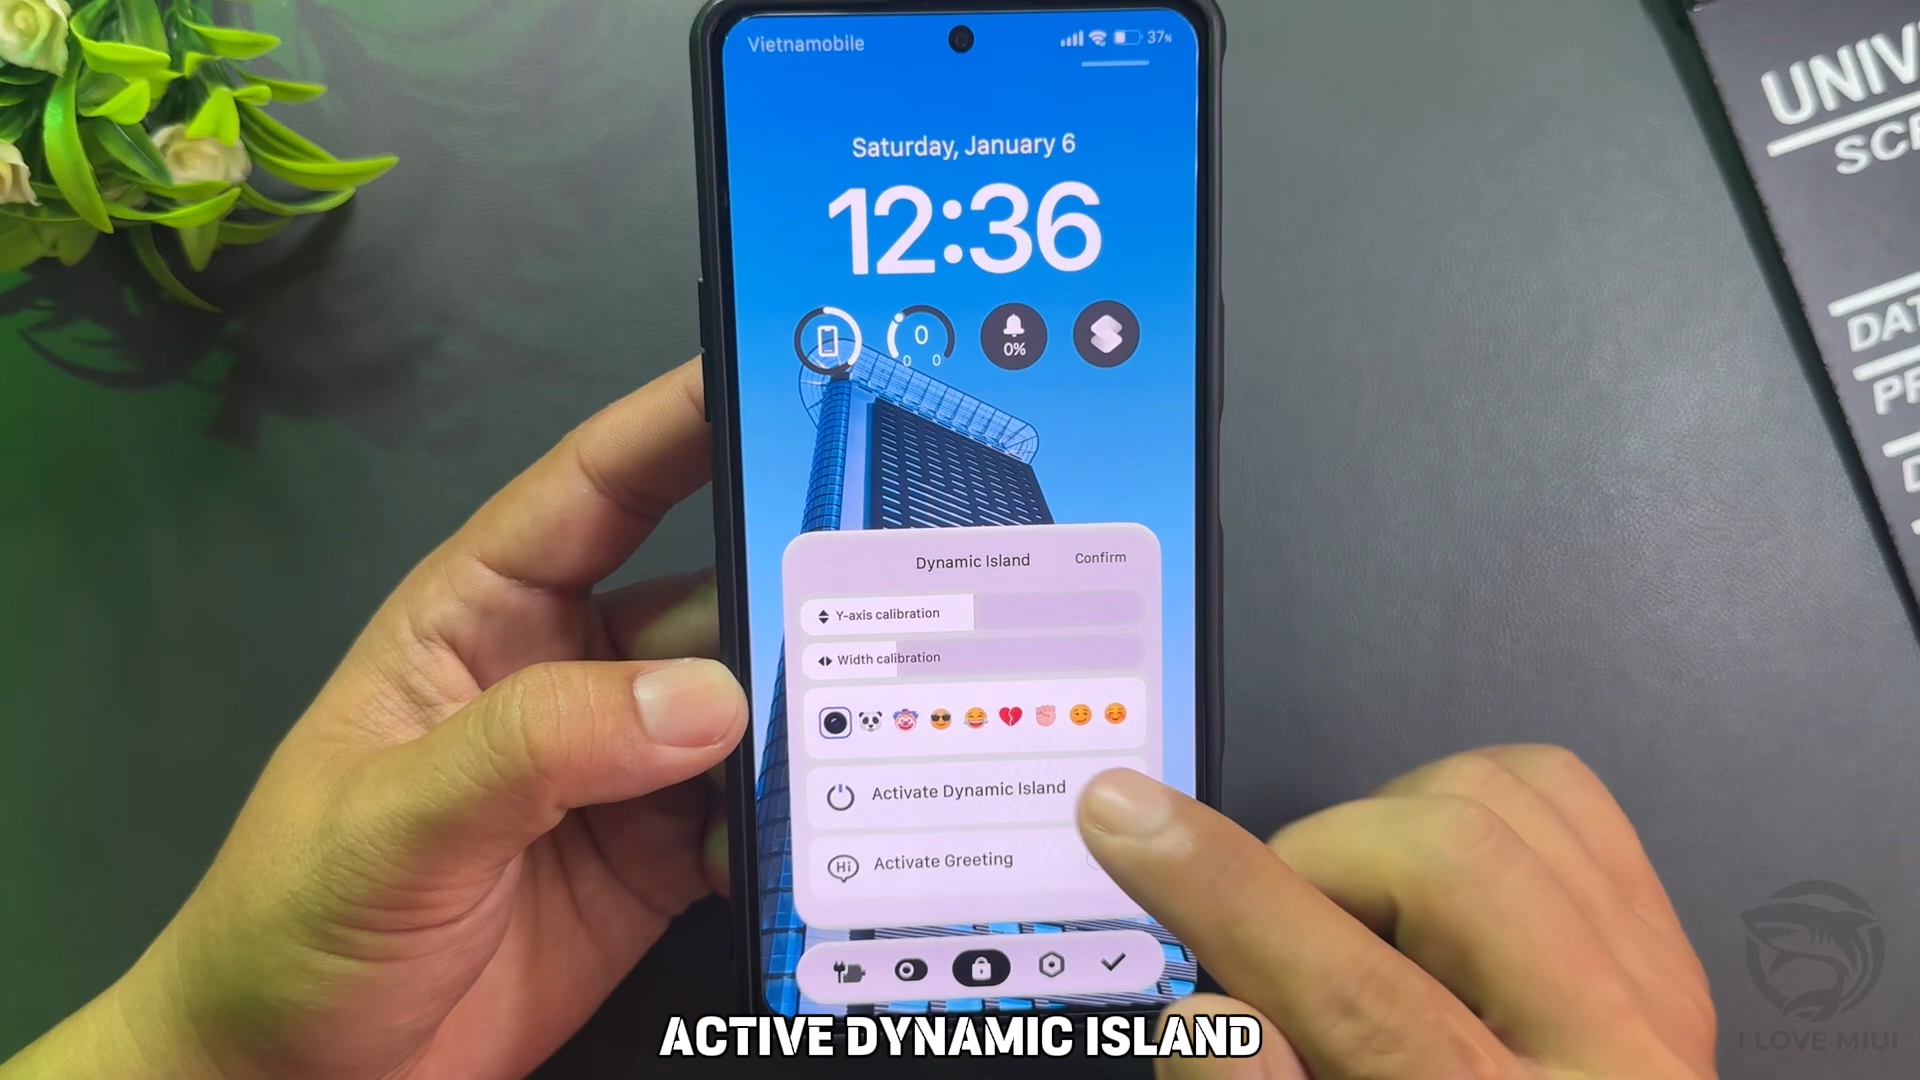 Vietnamobile
37%
Saturday, January 6
12:36
0
0 0
0%
Dynamic Island
Confirm
Y-axis calibration
Width calibration
Activate Dynamic Island
Hi
Activate Greeting
ACTIVE DYNAMIC ISLAND
UNIV
SC
DAT
I LOVE MIUI